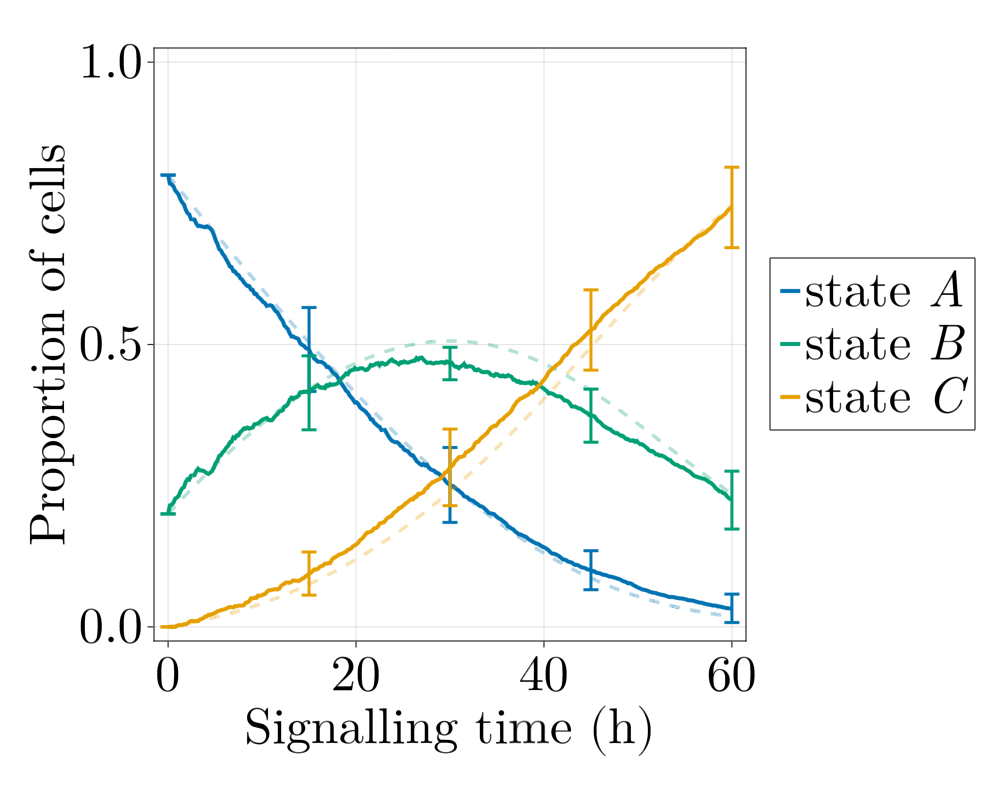 1.0
0.5
0.0
Proportion of cells
0
20
40
60
Signalling time (h)
state A
state B
state C